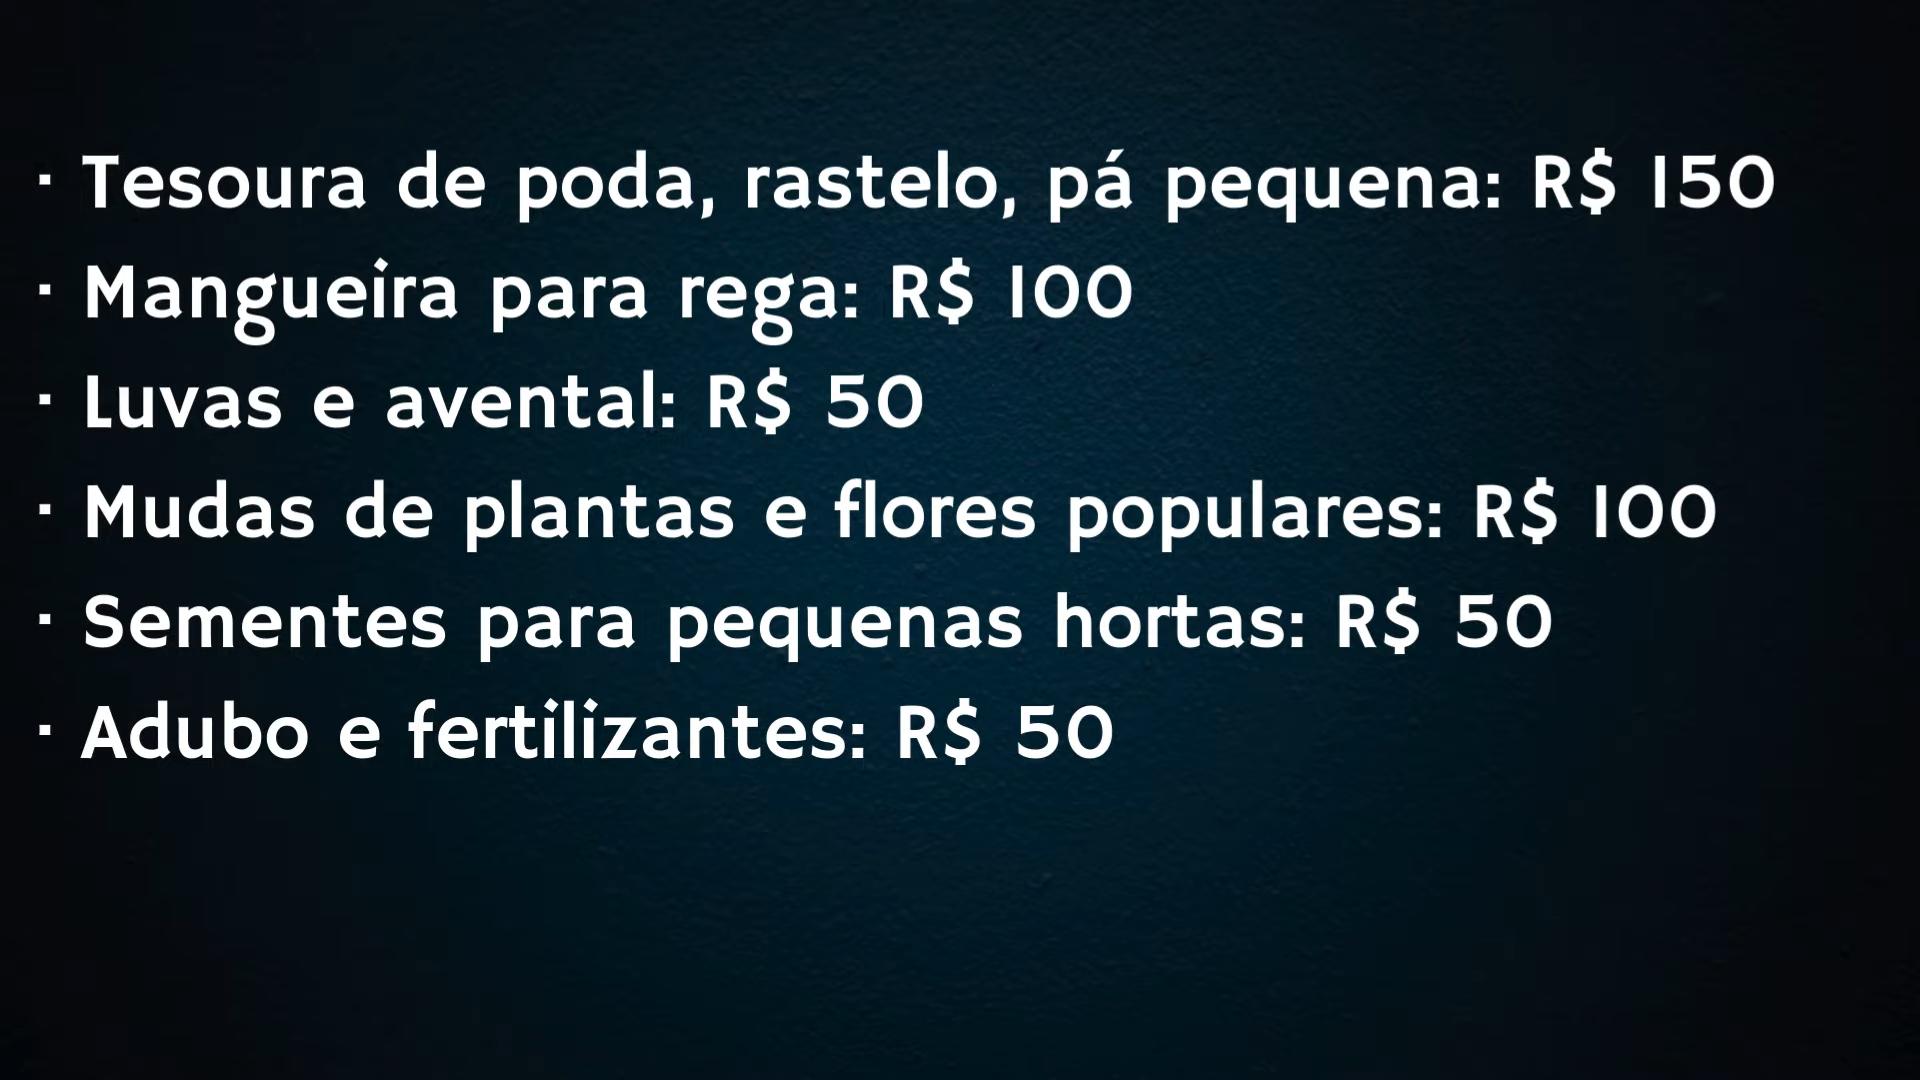 · Tesoura de poda, rastelo, pá pequena: R$ 150
· Mangueira para rega: R$ 100
· Luvas e avental: R$ 50
· Mudas de plantas e flores populares: R$ 100
· Sementes para pequenas hortas: R$ 50
· Adubo e fertilizantes: R$ 50